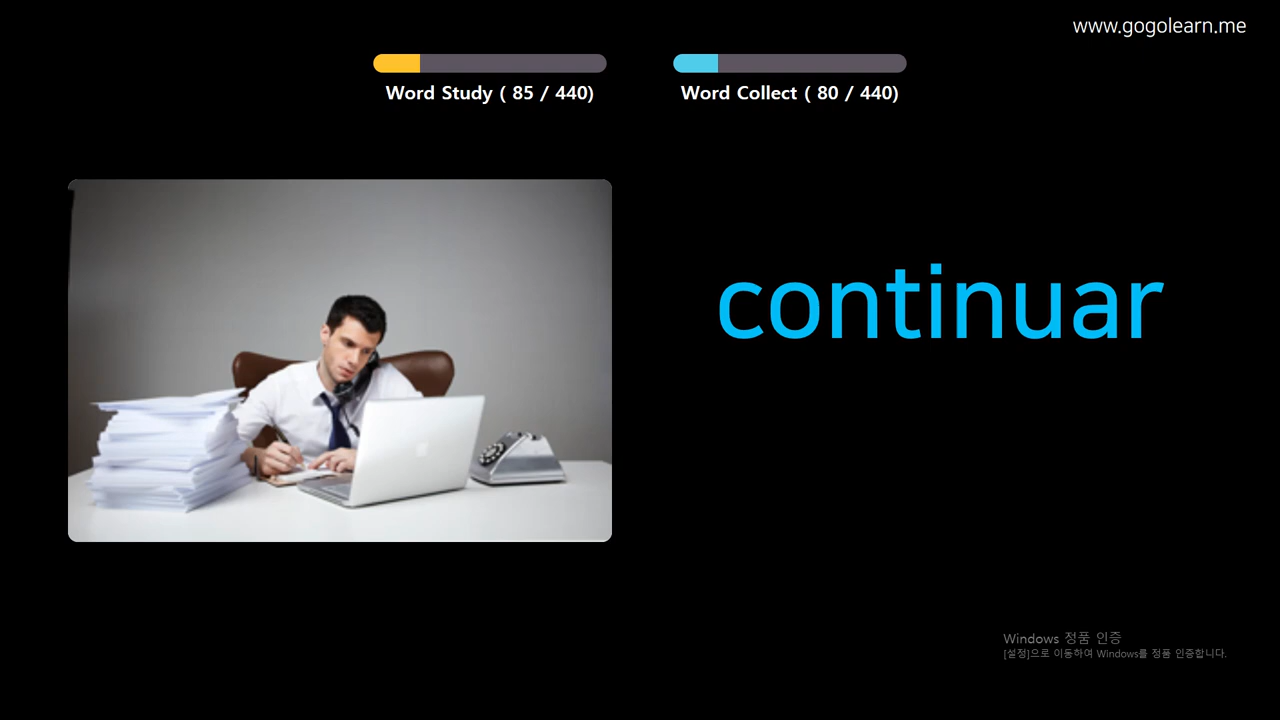 www.gogolearn.me
Word Study ( 85 / 440)
Word Collect ( 80 / 440)
continuar
Windows 정품 인증
[설정]으로 이동하여 Windows를 정품 인증합니다.